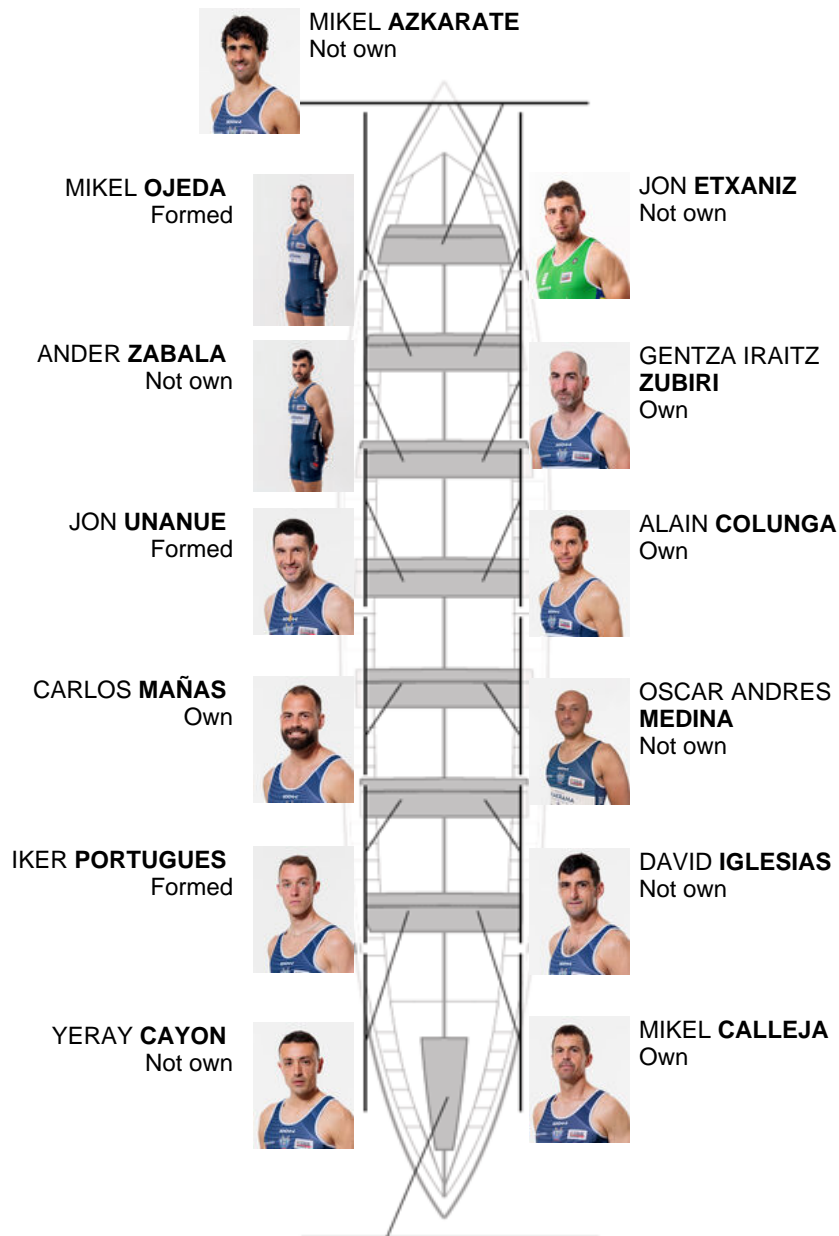 MIKEL AZKARATE
Not own
MIKEL OJEDA
Formed
JON ETXANIZ
Not own
ANDER ZABALA
Not own
GENTZA IRAITZ
ZUBIRI
Own
JON UNANUE
Formed
ALAIN COLUNGA
Own
CARLOS MAÑAS
Own
OSCAR ANDRES
MEDINA
Not own
IKER PORTUGUES
Formed
DAVID IGLESIAS
Not own
YERAY CAYON
Not own
MIKEL CALLEJA
Own